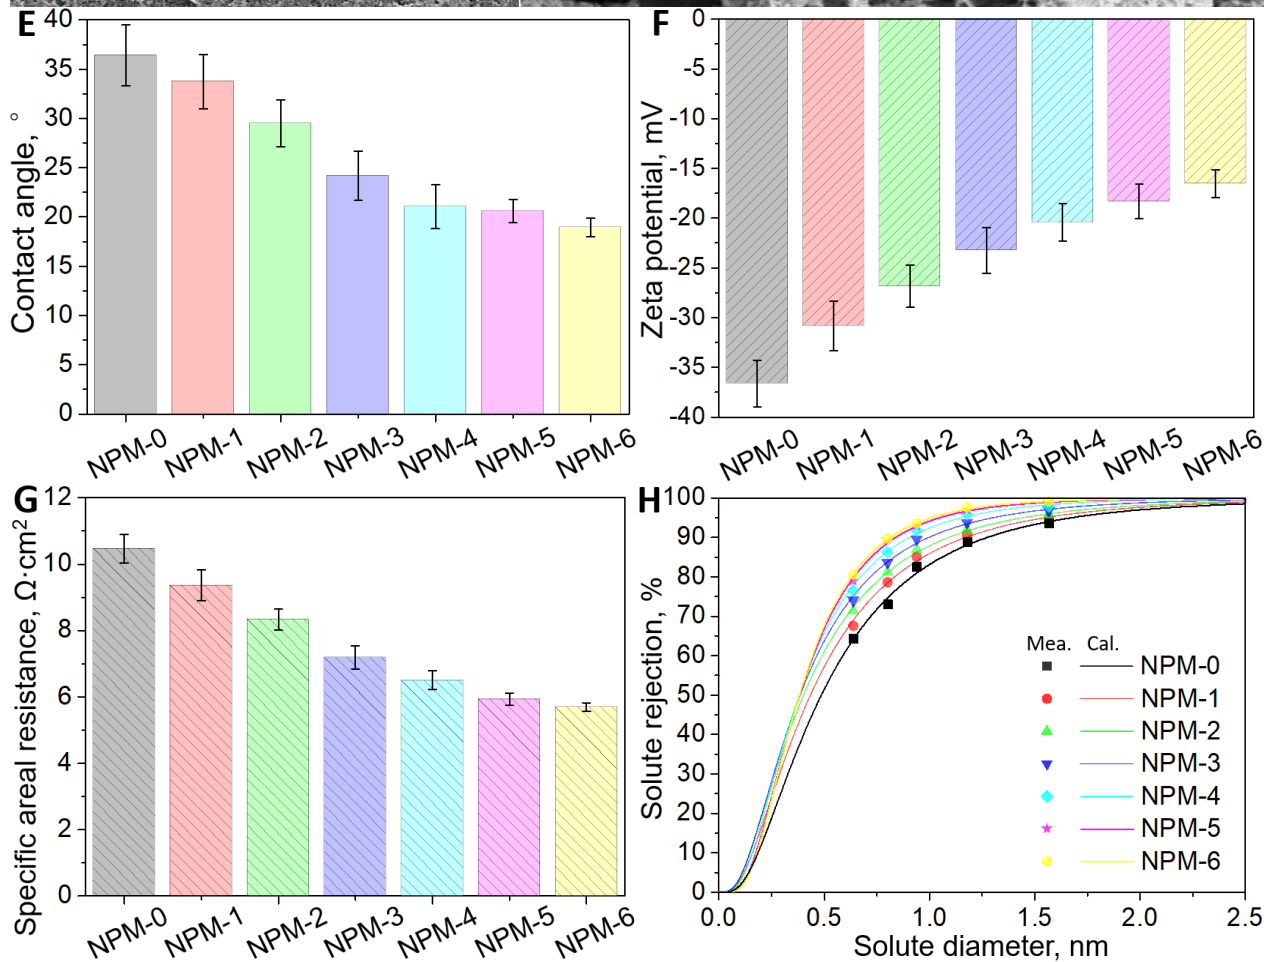 E
40
35
30
25
20
15
10
5
0
Contact angle, °
NPM-0 NPM-1 NPM-2 NPM-3 NPM-4 NPM-5 NPM-6
F
0
-5
-10
-15
-20
-25
-30
-35
-40
Zeta potential, mV
NPM-0 NPM-1 NPM-2 NPM-3 NPM-4 NPM-5 NPM-6
G
12
10
8
6
4
2
0
Specific areal resistance, Ω·cm²
NPM-0 NPM-1 NPM-2 NPM-3 NPM-4 NPM-5 NPM-6
H
100
90
80
70
60
50
40
30
20
10
0
Solute rejection, %
Mea. Cal.
NPM-0
NPM-1
NPM-2
NPM-3
NPM-4
NPM-5
NPM-6
0.0 0.5 1.0 1.5 2.0 2.5
Solute diameter, nm